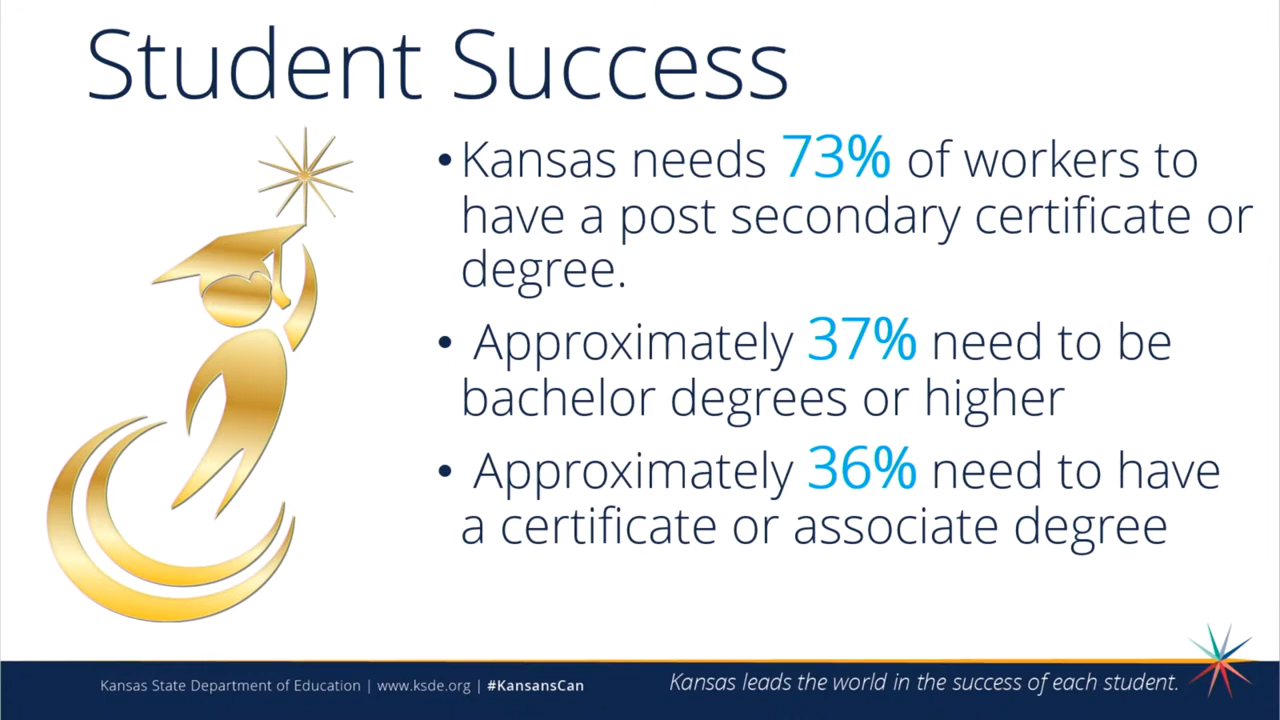 Student Success
• Kansas needs 73% of workers to
have a post secondary certificate or
degree.
• Approximately 37% need to be
bachelor degrees or higher
• Approximately 36% need to have
a certificate or associate degree
Kansas State Department of Education | www.ksde.org | #KansansCan
Kansas leads the world in the success of each student.